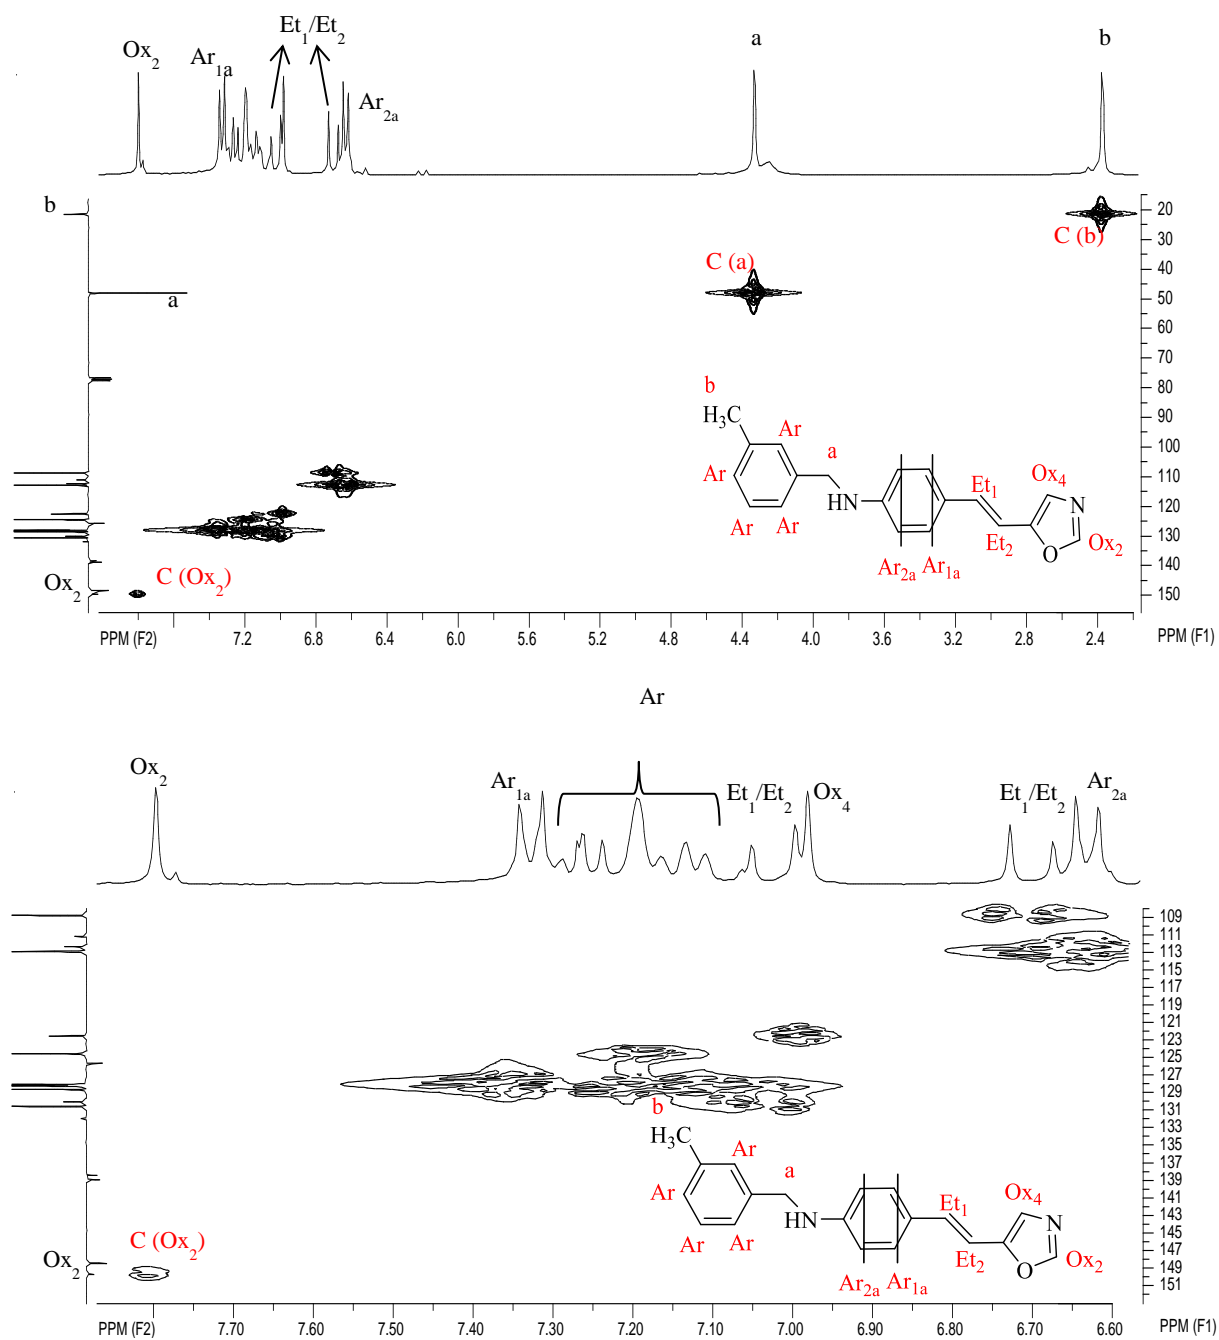 Et1/Et2
a
b
Ox2
Ar1a
Ar2a
b
a
Ox2
20
30
40
50
60
70
80
90
100
110
120
130
140
150
C (b)
C (a)
C (Ox2)
b
H3C
Ar
a
Ar
Ar
Ar
HN
Et1
Ox4
N
Et2
O
Ox2
Ar2a
Ar1a
PPM (F2) 7.2 6.8 6.4 6.0 5.6 5.2 4.8 4.4 4.0 3.6 3.2 2.8 2.4 PPM (F1)
Ar
Ox2
Ar1a
Et1/Et2
Ox4
Et1/Et2
Ar2a
109
111
113
115
117
119
121
123
125
127
129
131
133
135
137
139
141
143
145
147
149
151
b
H3C
Ar
a
Ar
Ar
Ar
HN
Et1
Ox4
N
Et2
O
Ox2
Ar2a
Ar1a
C (Ox2)
Ox2
PPM (F2) 7.70 7.60 7.50 7.40 7.30 7.20 7.10 7.00 6.90 6.80 6.70 6.60 PPM (F1)